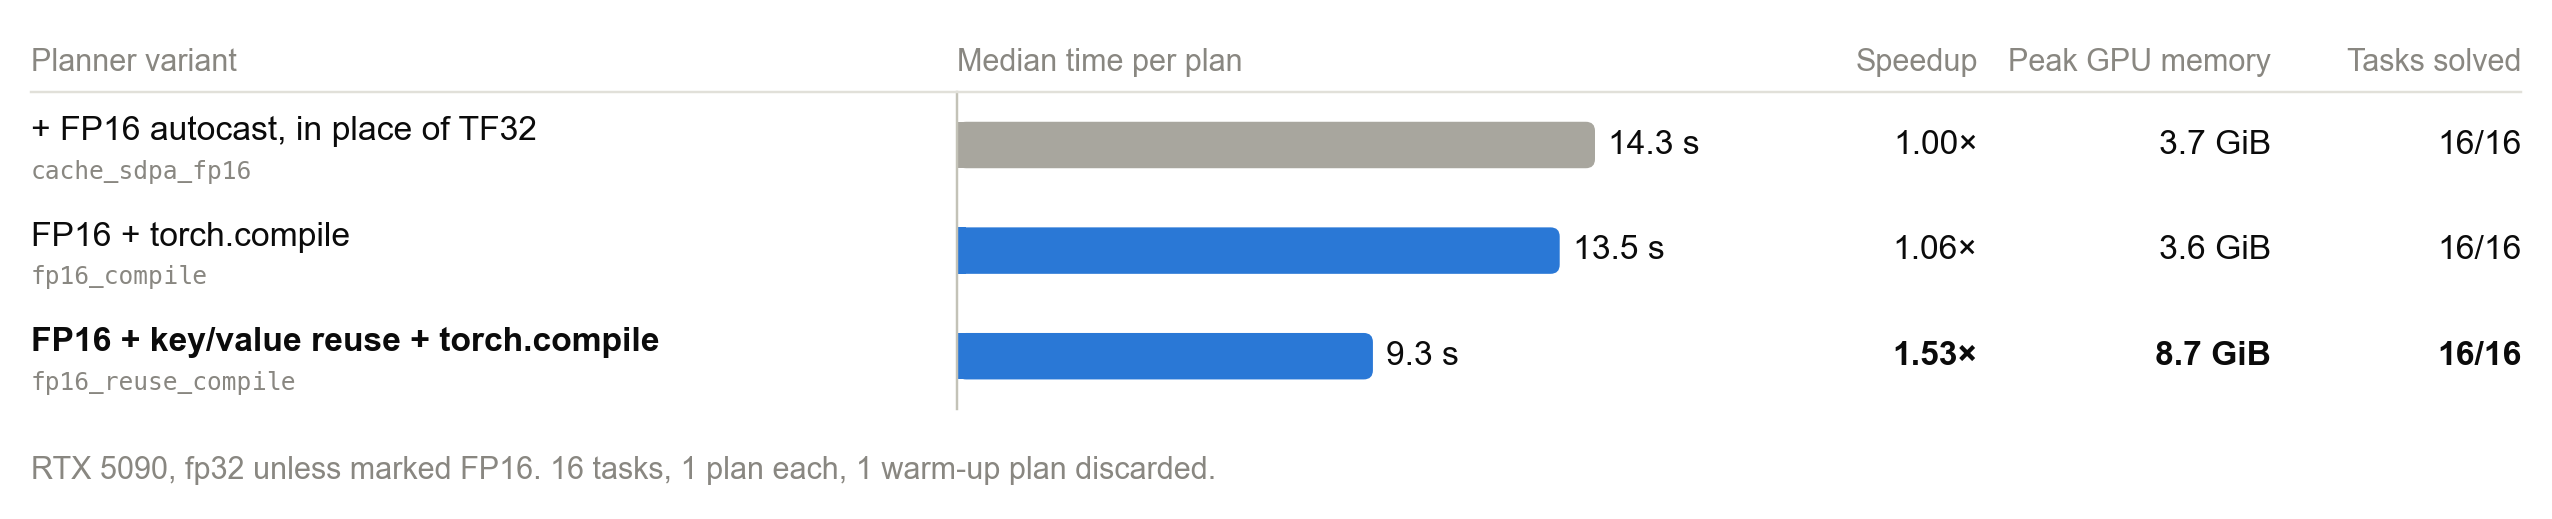 Planner variant Median time per plan Speedup Peak GPU memory Tasks solved
+ FP16 autocast, in place of TF32 14.3 s 1.00× 3.7 GiB 16/16
cache_sdpa_fp16
FP16 + torch.compile 13.5 s 1.06× 3.6 GiB 16/16
fp16_compile
FP16 + key/value reuse + torch.compile 9.3 s 1.53× 8.7 GiB 16/16
fp16_reuse_compile
RTX 5090, fp32 unless marked FP16. 16 tasks, 1 plan each, 1 warm-up plan discarded.